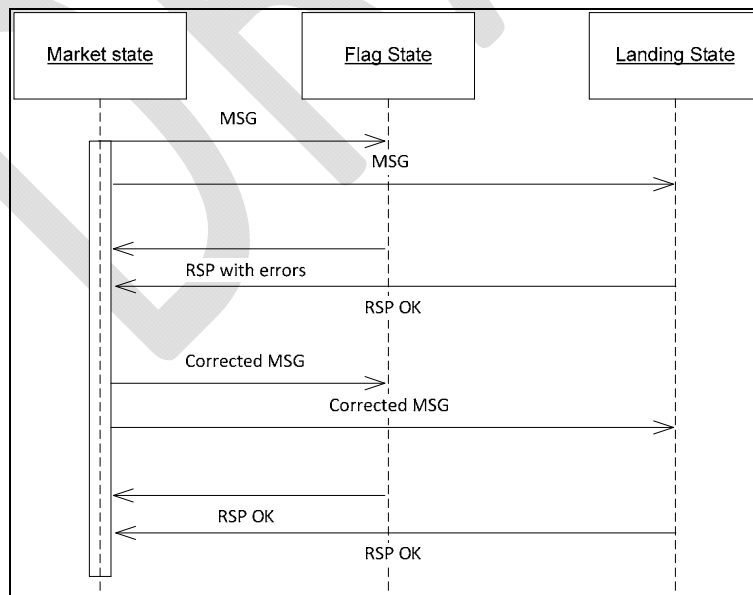 Market state
Flag State
Landing State
MSG
MSG
RSP with errors
RSP OK
Corrected MSG
Corrected MSG
RSP OK
RSP OK